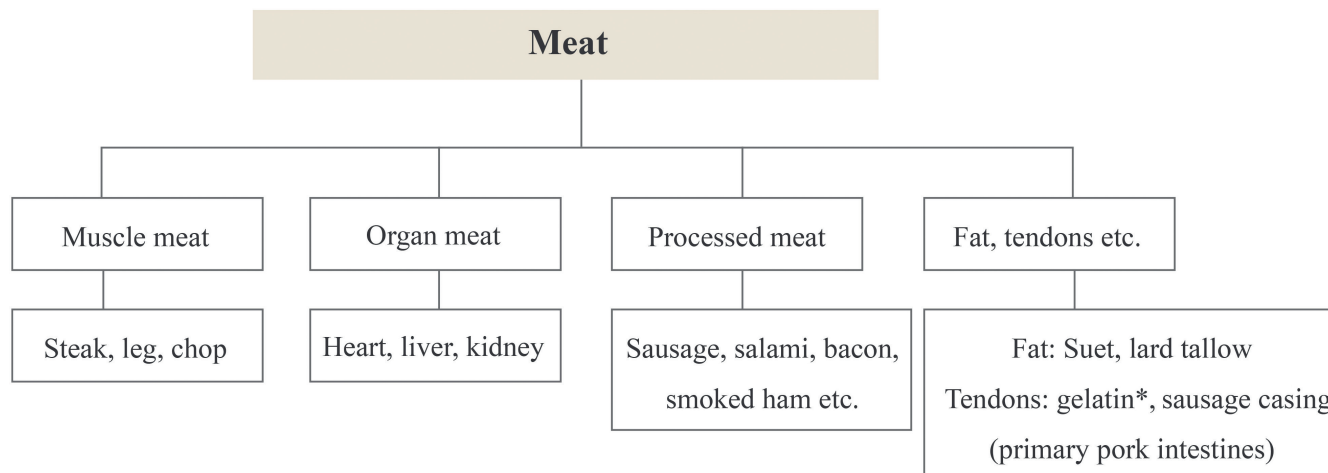 Meat
Muscle meat
Organ meat
Processed meat
Fat, tendons etc.
Steak, leg, chop
Heart, liver, kidney
Sausage, salami, bacon,
smoked ham etc.
Fat: Suet, lard tallow
Tendons: gelatin*, sausage casing
(primary pork intestines)